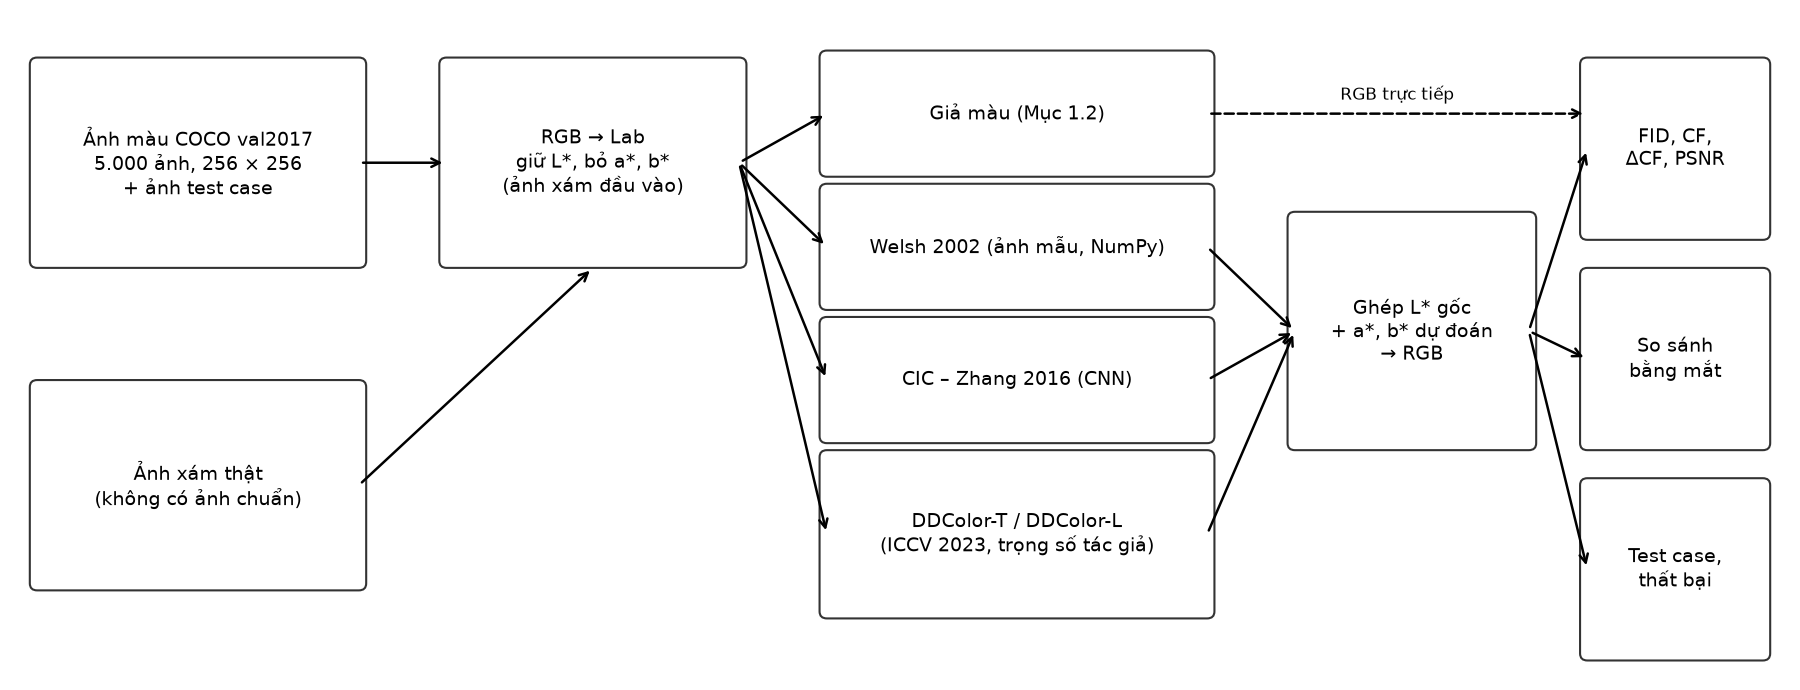 Ảnh màu COCO val2017
5.000 ảnh, 256 × 256
+ ảnh test case
Ảnh xám thật
(không có ảnh chuẩn)
RGB → Lab
giữ L*, bỏ a*, b*
(ảnh xám đầu vào)
Giả màu (Mục 1.2)
Welsh 2002 (ảnh mẫu, NumPy)
CIC – Zhang 2016 (CNN)
DDColor-T / DDColor-L
(ICCV 2023, trọng số tác giả)
RGB trực tiếp
Ghép L* gốc
+ a*, b* dự đoán
→ RGB
FID, CF,
ΔCF, PSNR
So sánh
bằng mắt
Test case,
thất bại